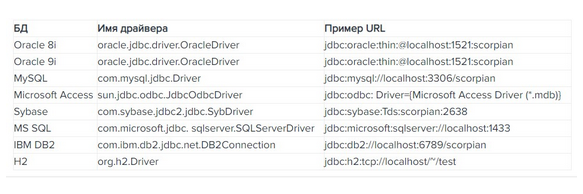 БД Имя драйвера Пример URL
Oracle 8i oracle.jdbc.driver.OracleDriver jdbc:oracle:thin:@localhost:1521:scorpian
Oracle 9i oracle.jdbc.driver.OracleDriver jdbc:oracle:thin:@localhost:1521:scorpian
MySQL com.mysql.jdbc.Driver jdbc:mysql://localhost:3306/scorpian
Microsoft Access sun.jdbc.odbc.JdbcOdbcDriver jdbc:odbc: Driver={Microsoft Access Driver (*.mdb)}
Sybase com.sybase.jdbc2.jdbc.SybDriver jdbc:sybase:Tds:scorpian:2638
MS SQL com.microsoft.jdbc. sqlserver.SQLServerDriver jdbc:microsoft:sqlserver://localhost:1433
IBM DB2 com.ibm.db2.jdbc.net.DB2Connection jdbc:db2://localhost:6789/scorpian
H2 org.h2.Driver jdbc:h2:tcp://localhost/~/test